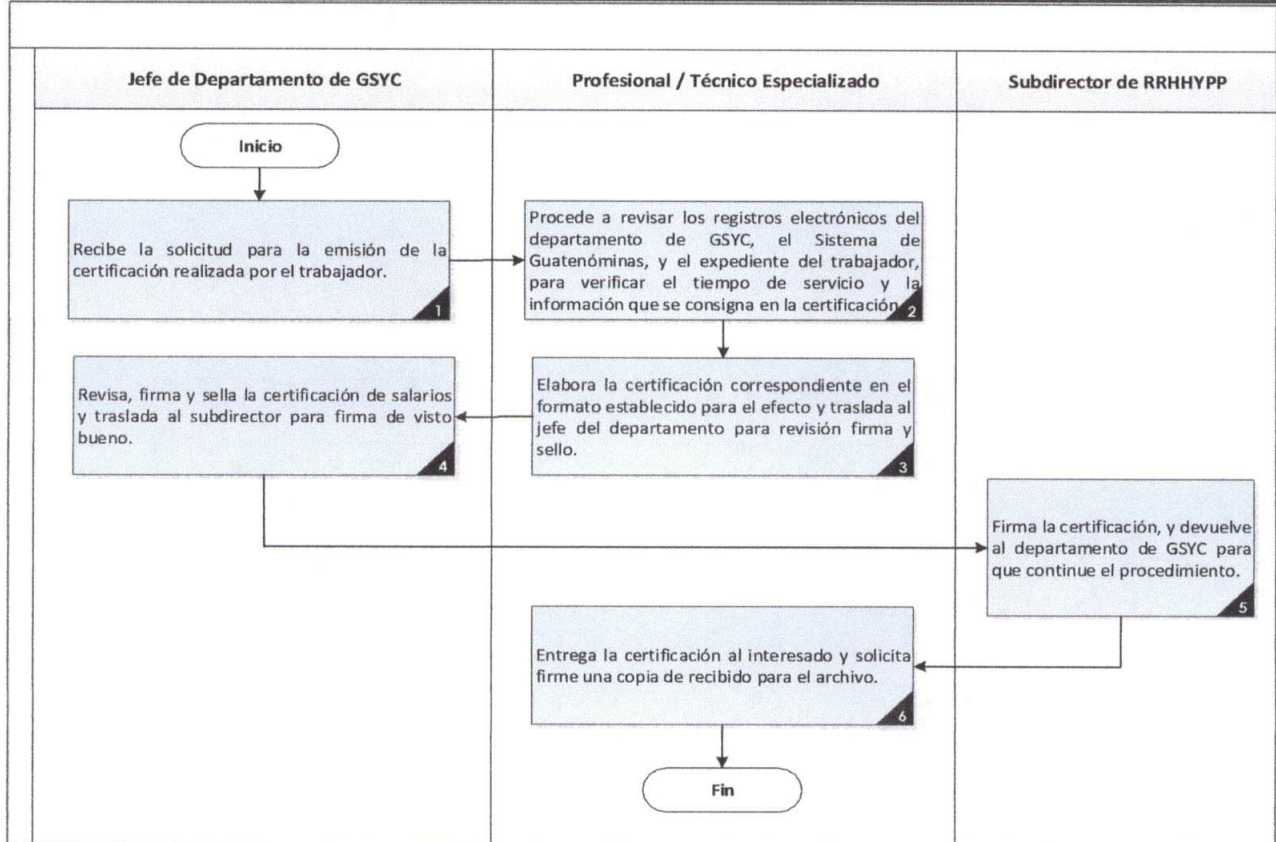 Jefe de Departamento de GSYC
Profesional / Técnico Especializado
Subdirector de RRHHYPP
Inicio
Recibe la solicitud para la emisión de la
certificación realizada por el trabajador.
1
Procede a revisar los registros electrónicos del
departamento de GSYC, el Sistema de
Guatenóminas, y el expediente del trabajador,
para verificar el tiempo de servicio y la
información que se consigna en la certificación
2
Elabora la certificación correspondiente en el
formato establecido para el efecto y traslada al
jefe del departamento para revisión firma y
sello.
3
Revisa, firma y sella la certificación de salarios
y traslada al subdirector para firma de visto
bueno.
4
Firma la certificación, y devuelve
al departamento de GSYC para
que continue el procedimiento.
5
Entrega la certificación al interesado y solicita
firme una copia de recibido para el archivo.
6
Fin